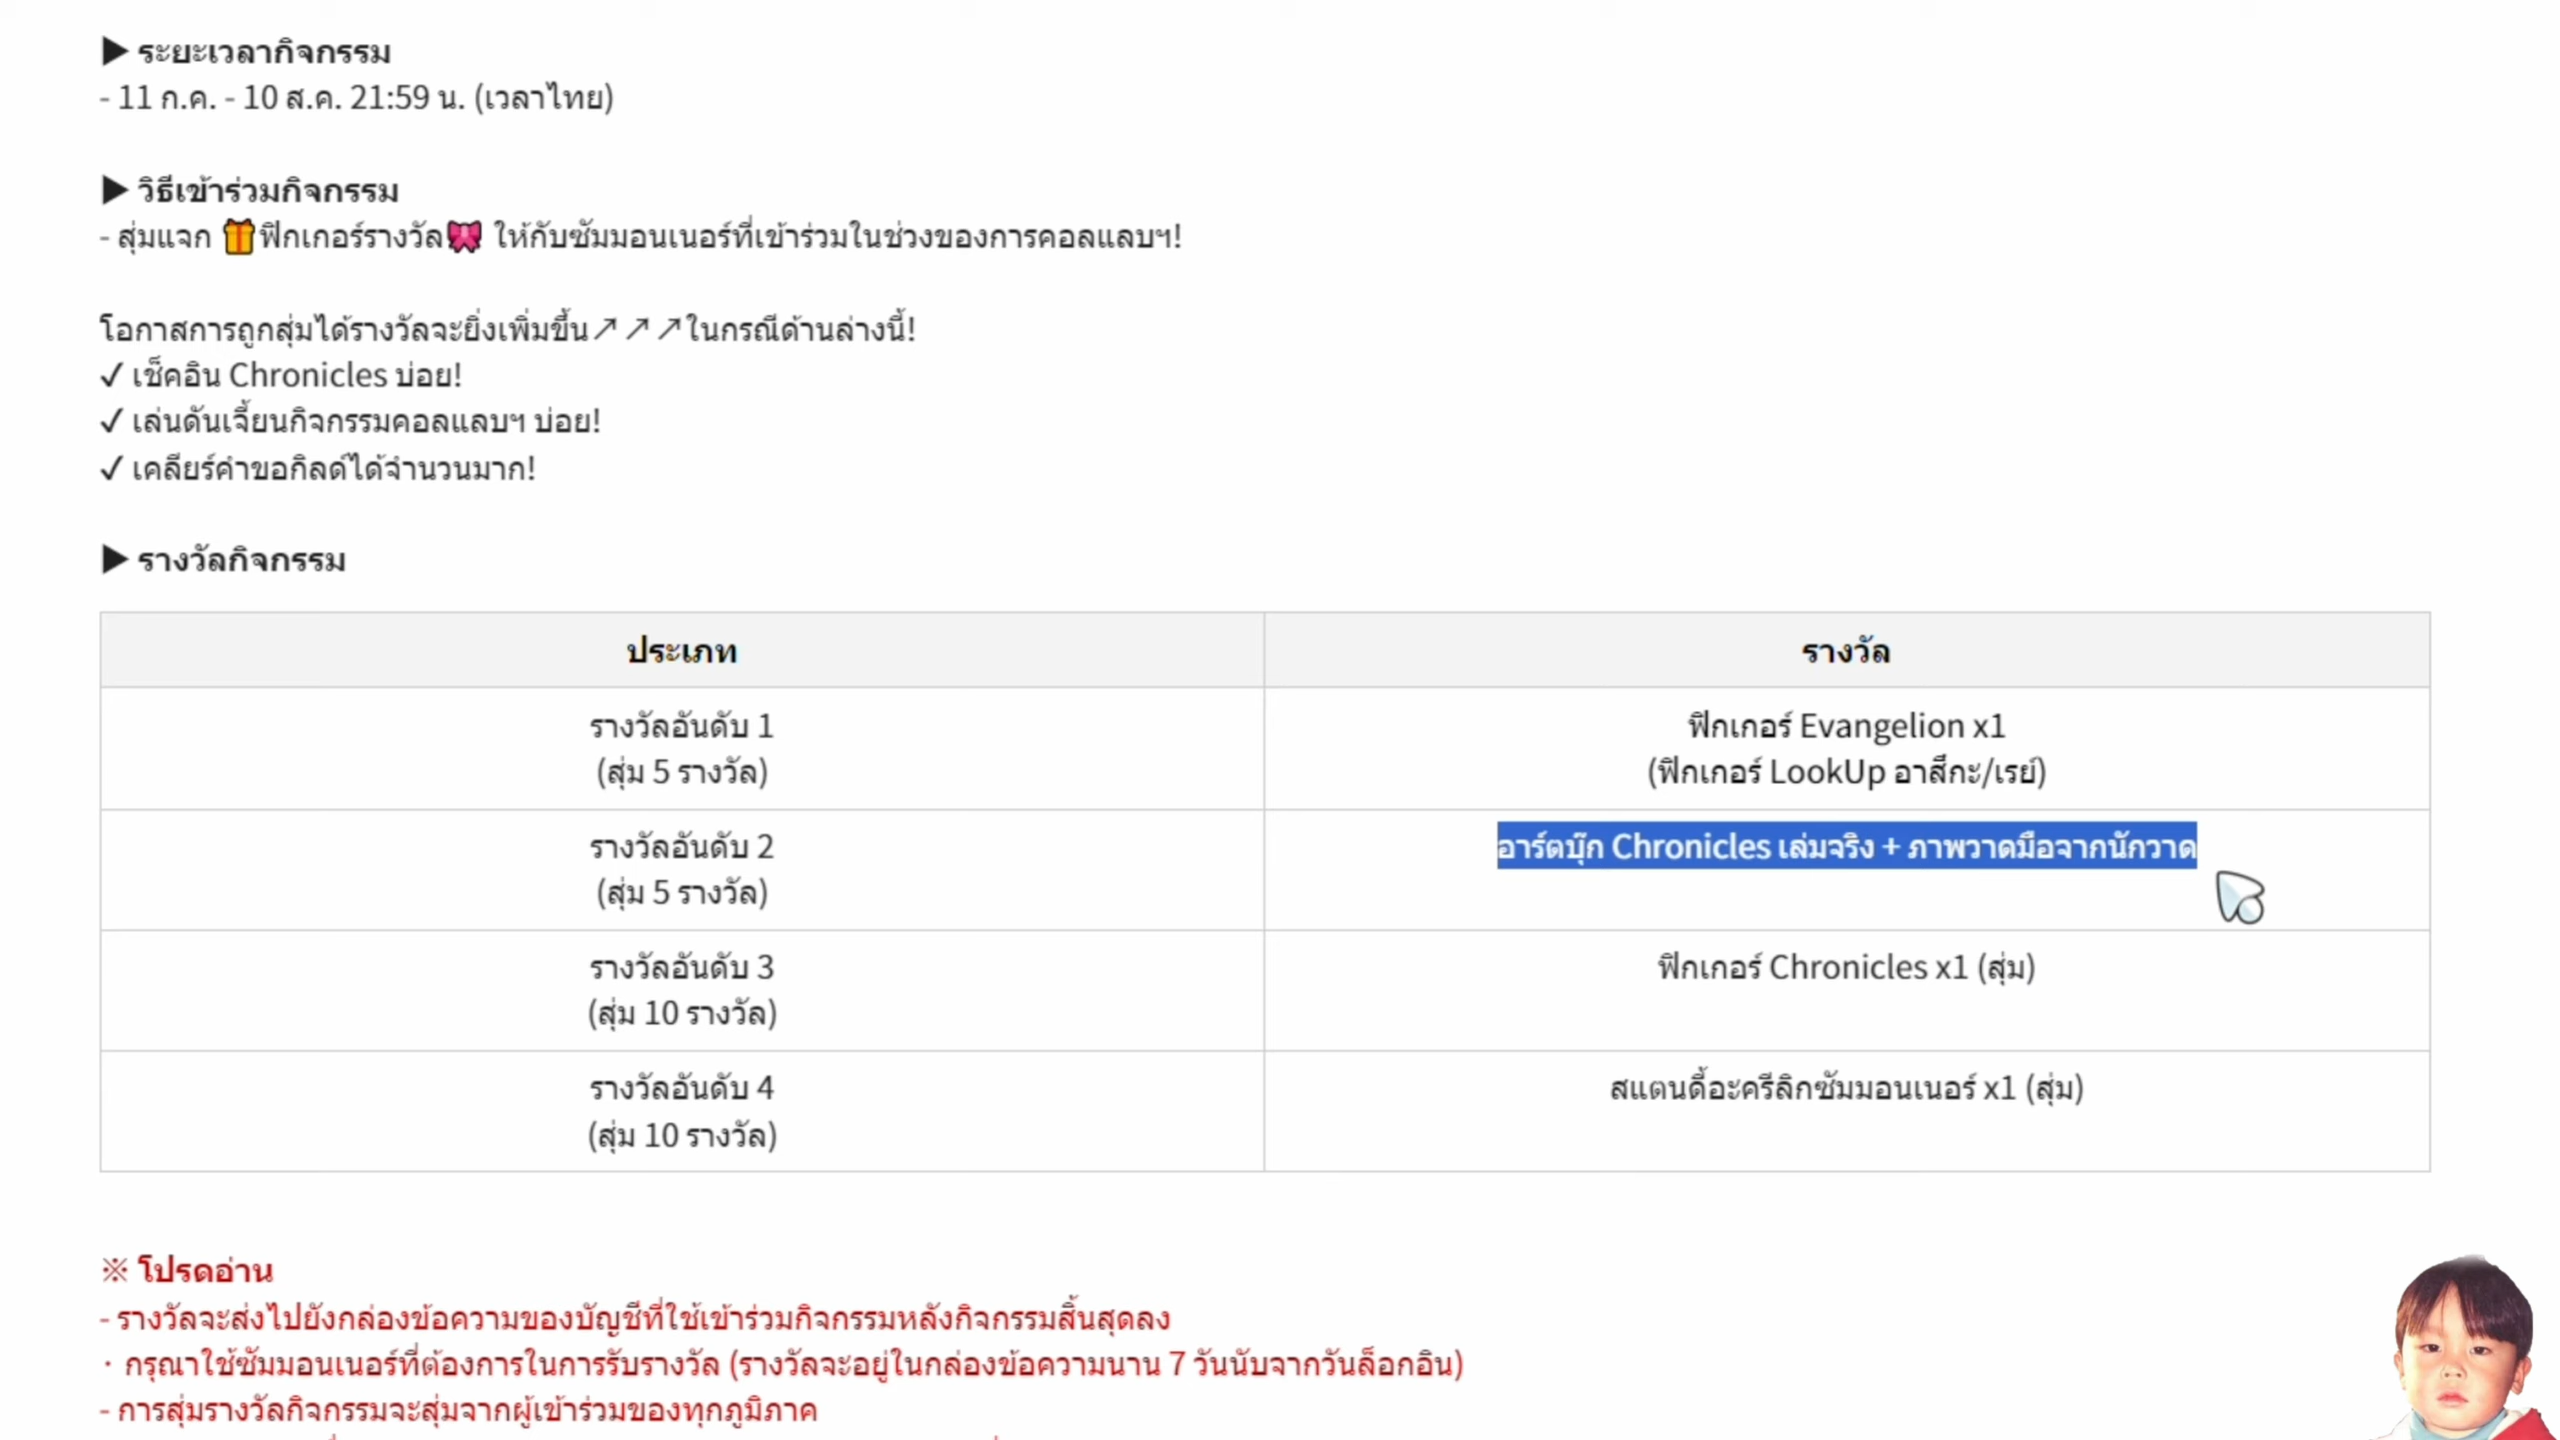 ▶ ระยะเวลากิจกรรม
- 11 ก.ค. - 10 ส.ค. 21:59 น. (เวลาไทย)
▶ วิธีเข้าร่วมกิจกรรม
- สุ่มแจก 🎁ฟิกเกอร์รางวัล🎀 ให้กับซัมมอนเนอร์ที่เข้าร่วมในช่วงของการคอลแลบฯ!
โอกาสการถูกสุ่มได้รางวัลจะยิ่งเพิ่มขึ้น↗↗↗ในกรณีด้านล่างนี้!
✓ เช็คอิน Chronicles บ่อย!
✓ เล่นดันเจี้ยนกิจกรรมคอลแลบฯ บ่อย!
✓ เคลียร์คำขอกิลด์ได้จำนวนมาก!
▶ รางวัลกิจกรรม
ประเภท รางวัล
รางวัลอันดับ 1 ฟิกเกอร์ Evangelion x1
(สุ่ม 5 รางวัล) (ฟิกเกอร์ LookUp อาสึกะ/เรย์)
รางวัลอันดับ 2 อาร์ตบุ๊ก Chronicles เล่มจริง + ภาพวาดมือจากนักวาด
(สุ่ม 5 รางวัล)
รางวัลอันดับ 3 ฟิกเกอร์ Chronicles x1 (สุ่ม)
(สุ่ม 10 รางวัล)
รางวัลอันดับ 4 สแตนดี้อะครีลิกซัมมอนเนอร์ x1 (สุ่ม)
(สุ่ม 10 รางวัล)
※ โปรดอ่าน
- รางวัลจะส่งไปยังกล่องข้อความของบัญชีที่ใช้เข้าร่วมกิจกรรมหลังกิจกรรมสิ้นสุดลง
· กรุณาใช้ซัมมอนเนอร์ที่ต้องการในการรับรางวัล (รางวัลจะอยู่ในกล่องข้อความนาน 7 วันนับจากวันล็อกอิน)
- การสุ่มรางวัลกิจกรรมจะสุ่มจากผู้เข้าร่วมของทุกภูมิภาค